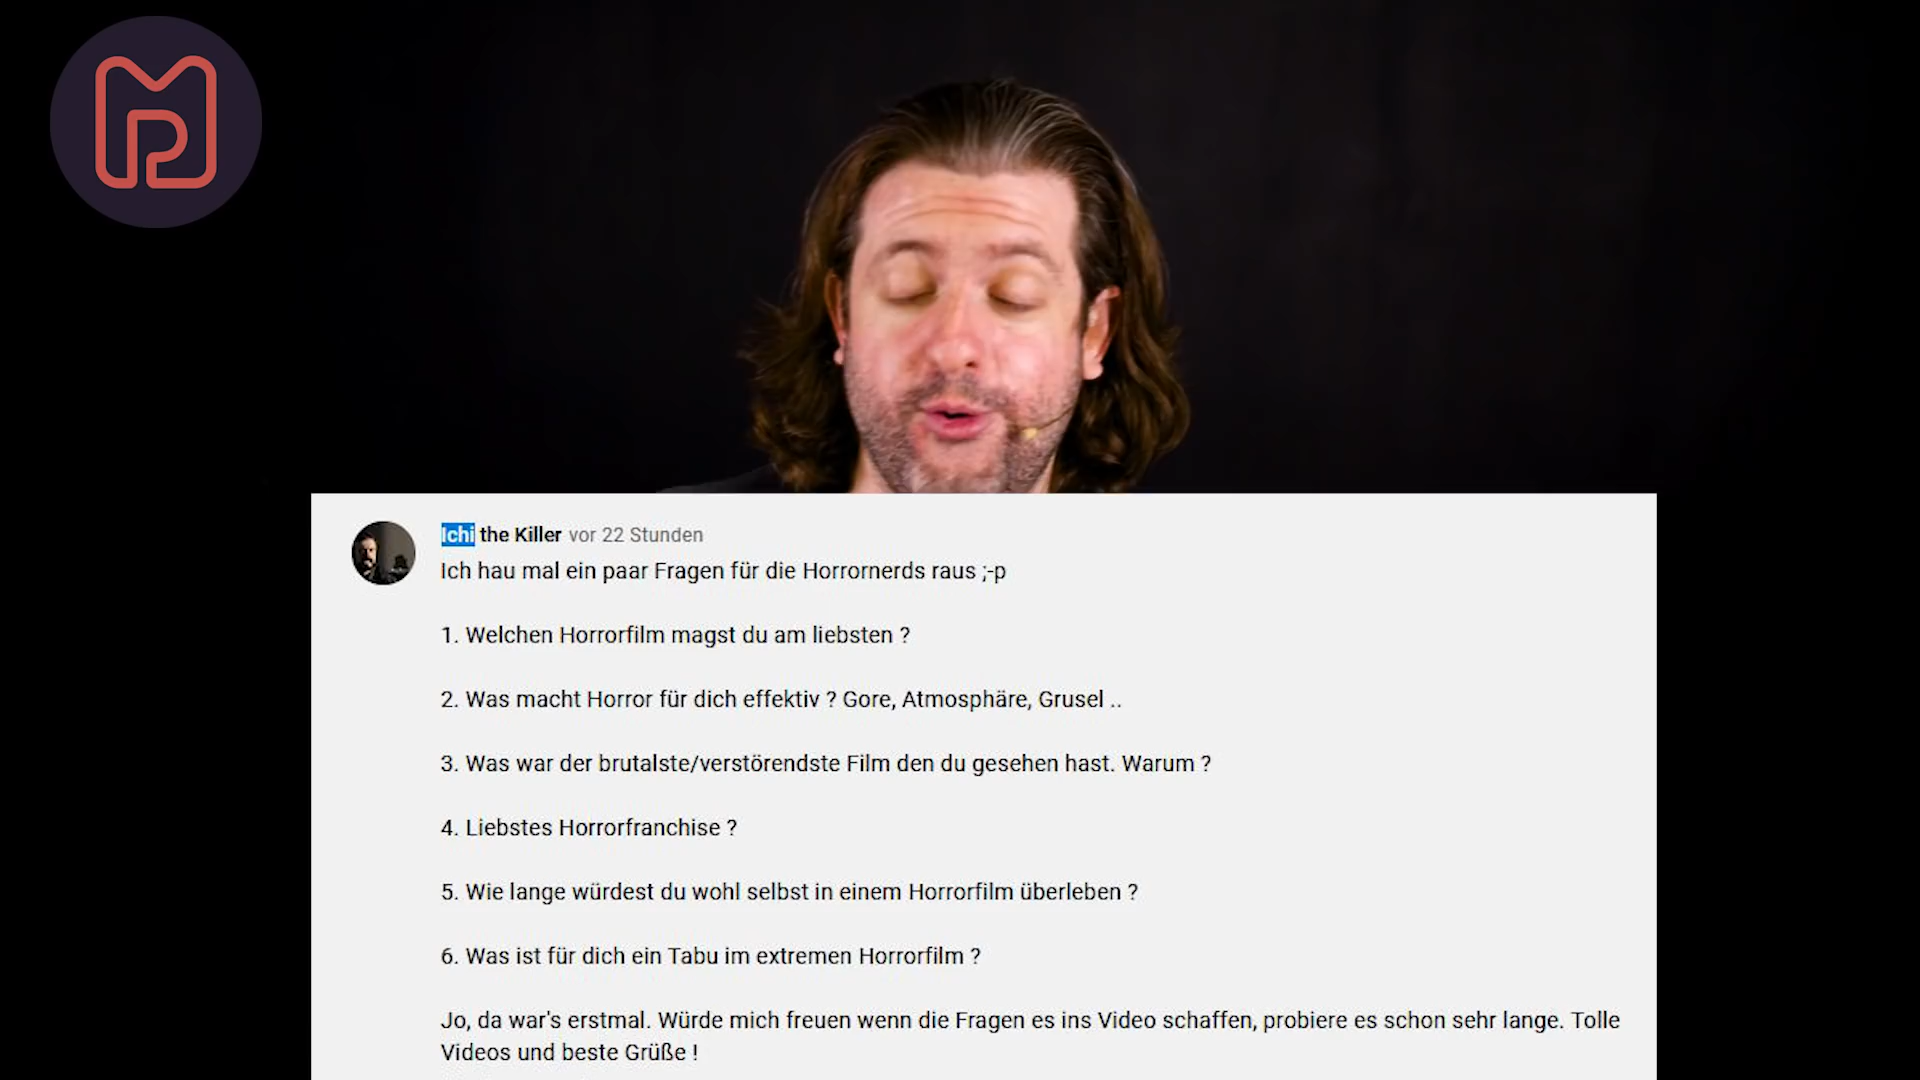 Ichi the Killer vor 22 Stunden
Ich hau mal ein paar Fragen für die Horrornerds raus ;-p
1. Welchen Horrorfilm magst du am liebsten ?
2. Was macht Horror für dich effektiv ? Gore, Atmosphäre, Grusel ..
3. Was war der brutalste/verstörendste Film den du gesehen hast. Warum ?
4. Liebstes Horrorfranchise ?
5. Wie lange würdest du wohl selbst in einem Horrorfilm überleben ?
6. Was ist für dich ein Tabu im extremen Horrorfilm ?
Jo, da war's erstmal. Würde mich freuen wenn die Fragen es ins Video schaffen, probiere es schon sehr lange. Tolle
Videos und beste Grüße !